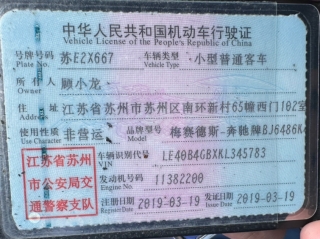 中华人民共和国机动车行驶证
Vehicle License of the People's Republic of China
号牌号码 苏E2X667 车辆类型 小型普通客车
Plate No. Vehicle Type
所有人 顾小龙
Owner
住址 江苏省苏州市苏州区南环新村65幢西门102室
Address
使用性质 非营运 品牌型号 梅赛德斯-奔驰牌BJ6486K
Use Character Model
江苏省苏州
市公安局交
通警察支队
车辆识别代号 LE40B4GBXKL345783
VIN
发动机号码 11382200
Engine No.
注册日期 2019-03-19 发证日期 2019-03-19
Register Date Issue Date